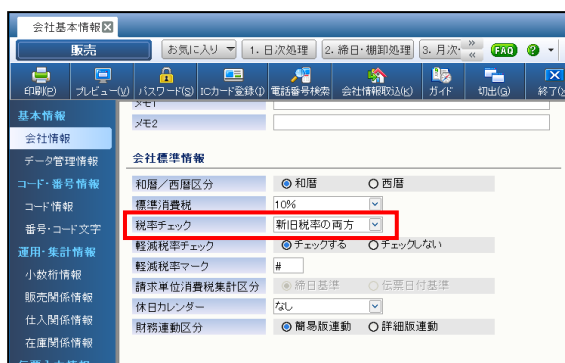 会社基本情報
販売 お気に入り 1. 日次処理 2. 締日・棚卸処理 3. 月次 FAQ
印刷(P) プレビュー(V) パスワード(S) ICカード登録(I) 電話番号検索 会社情報取込(K) ガイド 切出(G) 終了(X)
基本情報
会社情報
データ管理情報
コード・番号情報
コード情報
番号・コード文字
運用・集計情報
小数桁情報
販売関係情報
仕入関係情報
在庫関係情報
メモ1
メモ2
会社標準情報
和暦/西暦区分 和暦 西暦
標準消費税 10%
税率チェック 新旧税率の両方
軽減税率チェック チェックする チェックしない
軽減税率マーク #
請求単位消費税集計区分 締日基準 伝票日付基準
休日カレンダー なし
財務連動区分 簡易版連動 詳細版連動